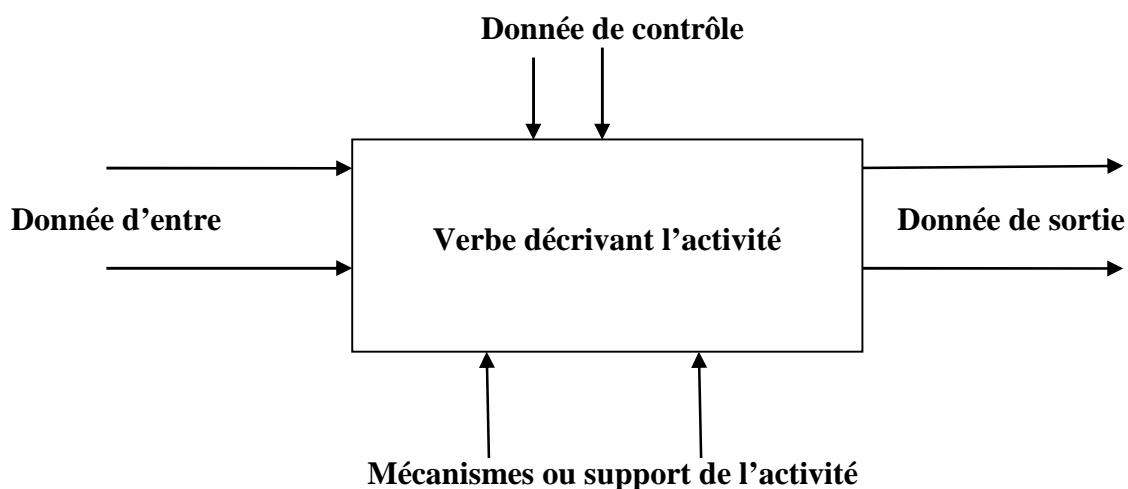 Donnée de contrôle
Donnée d’entre
Verbe décrivant l’activité
Donnée de sortie
Mécanismes ou support de l’activité